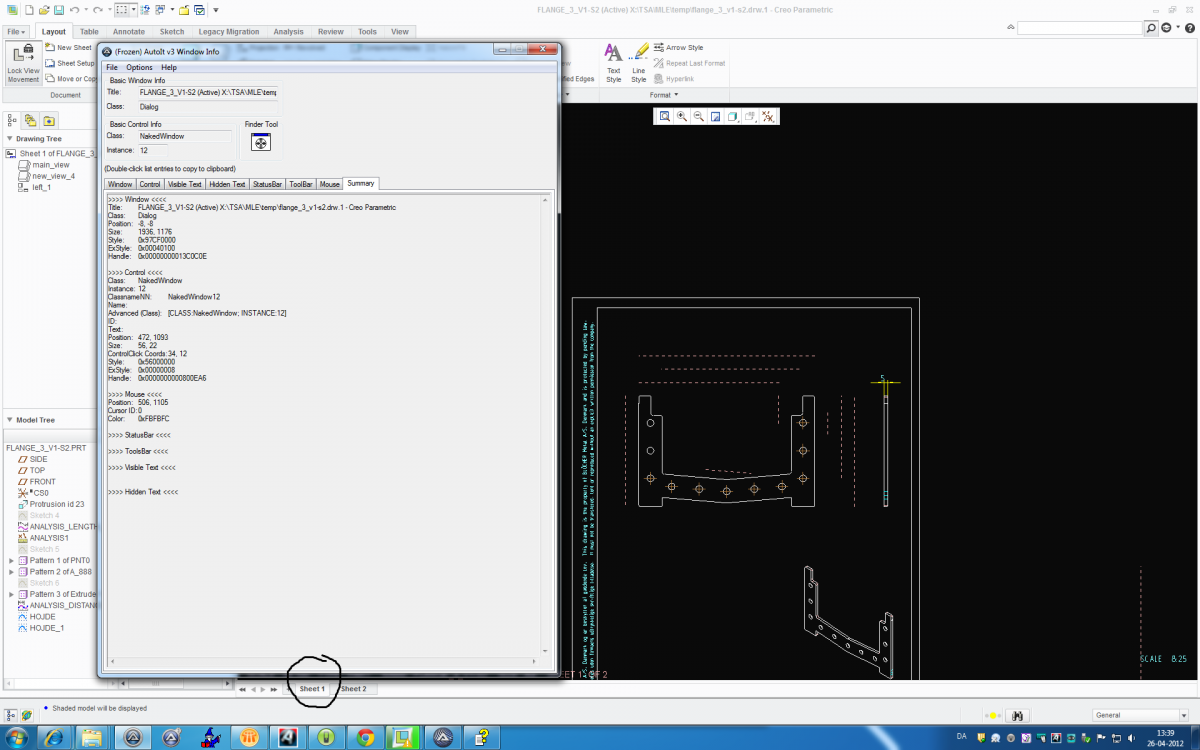 FLANGE_3_V1-S2 (Active) X:\TSA\MLE\temp\flange_3_v1-s2.drw.1 - Creo Parametric
File
Layout
Table
Annotate
Sketch
Legacy Migration
Analysis
Review
Tools
View
Lock View
Movement
New Sheet
Sheet Setup
Move or Copy
Document
Text
Style
Line
Style
Arrow Style
Repeat Last Format
Hyperlink
Format
Edges
Drawing Tree
Sheet 1 of FLANGE_3_
main_view
new_view_4
left_1
(Frozen) AutoIt v3 Window Info
File Options Help
Basic Window Info
Title: FLANGE_3_V1-S2 (Active) X:\TSA\MLE\temp
Class: Dialog
Basic Control Info
Class: NakedWindow
Instance: 12
Finder Tool
(Double-click list entries to copy to clipboard)
Window Control Visible Text Hidden Text StatusBar ToolBar Mouse Summary
>>>> Window <<<<
Title: FLANGE_3_V1-S2 (Active) X:\TSA\MLE\temp\flange_3_v1-s2.drw.1 - Creo Parametric
Class: Dialog
Position: -8, -8
Size: 1936, 1176
Style: 0x97CF0000
ExStyle: 0x00040100
Handle: 0x00000000013C0C0E
>>>> Control <<<<
Class: NakedWindow
Instance: 12
ClassnameNN: NakedWindow12
Name:
Advanced (Class): [CLASS:NakedWindow; INSTANCE:12]
ID:
Text:
Position: 472, 1093
Size: 56, 22
ControlClick Coords: 34, 12
Style: 0x56000000
ExStyle: 0x00000008
Handle: 0x0000000000800EA6
>>>> Mouse <<<<
Position: 506, 1105
Cursor ID: 0
Color: 0xFBFBFC
>>>> StatusBar <<<<
>>>> ToolsBar <<<<
>>>> Visible Text <<<<
>>>> Hidden Text <<<<
Model Tree
FLANGE_3_V1-S2.PRT
SIDE
TOP
FRONT
*CS0
Protrusion id 23
Sketch 4
ANALYSIS_LENGTH
ANALYSIS1
Sketch 5
Pattern 1 of PNT0
Pattern 2 of A_888
Sketch 6
Pattern 3 of Extrude
ANALYSIS_DISTANC
HOJDE
HOJDE_1
5
SCALE 0.25
Sheet 1
Sheet 2
Shaded model will be displayed
General
DA
13:39
26-04-2012